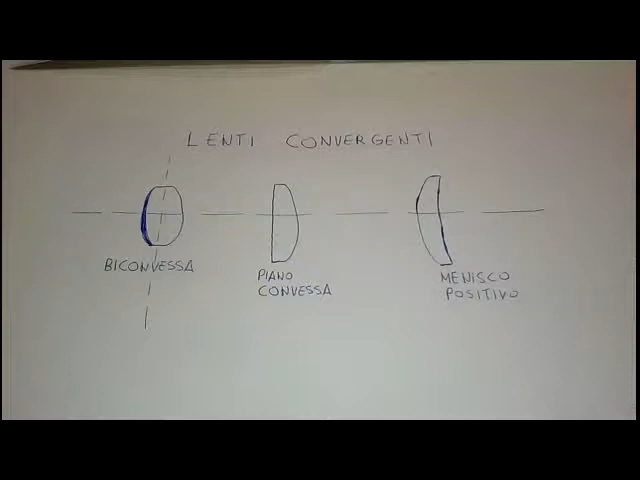 LENTI CONVERGENTI
BICONVESSA
PIANO
CONVESSA
MENISCO
POSITIVO